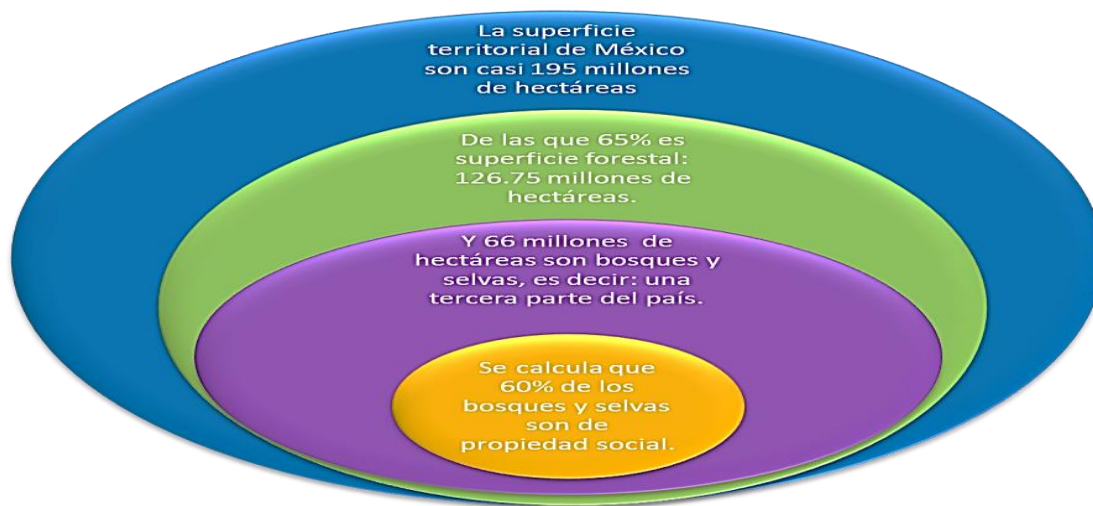 La superficie
territorial de México
son casi 195 millones
de hectáreas
De las que 65% es
superficie forestal:
126.75 millones de
hectáreas.
Y 66 millones de
hectáreas son bosques y
selvas, es decir: una
tercera parte del país.
Se calcula que
60% de los
bosques y selvas
son de
propiedad social.